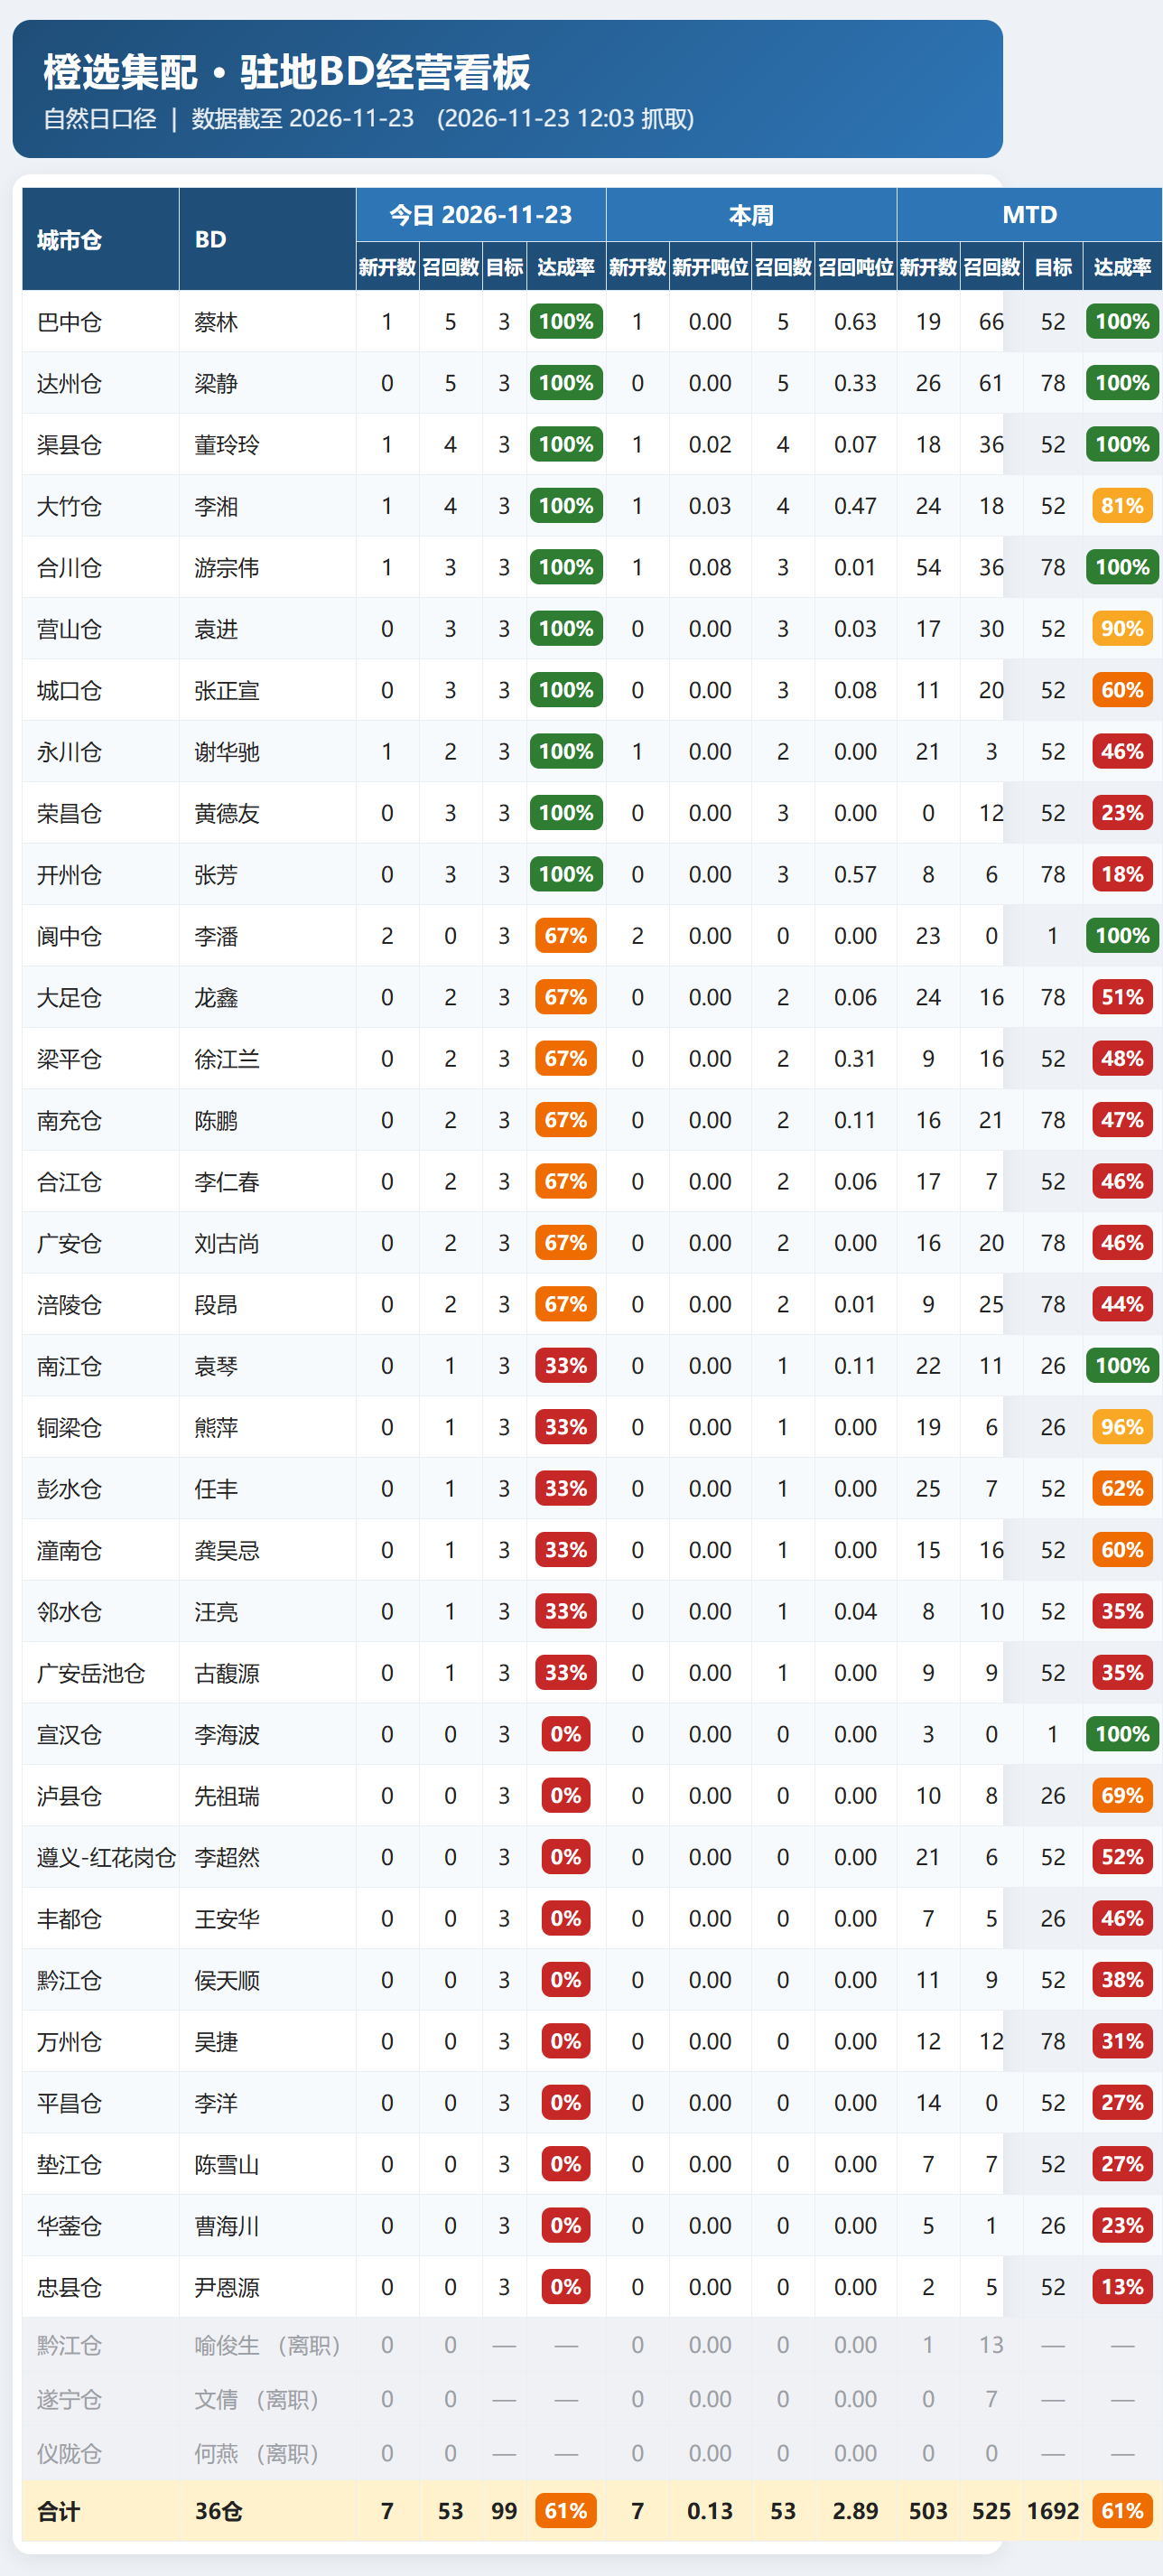 橙选集配 • 驻地BD经营看板
自然日口径 | 数据截至 2026-11-23 (2026-11-23 12:03 抓取)
城市仓 BD 今日 2026-11-23 本周 MTD
新开数 召回数 目标 达成率 新开数 新开吨位 召回数 召回吨位 新开数 召回数 目标 达成率
巴中仓 蔡林 1 5 3 100% 1 0.00 5 0.63 19 66 52 100%
达州仓 梁静 0 5 3 100% 0 0.00 5 0.33 26 61 78 100%
渠县仓 董玲玲 1 4 3 100% 1 0.02 4 0.07 18 36 52 100%
大竹仓 李湘 1 4 3 100% 1 0.03 4 0.47 24 18 52 81%
合川仓 游宗伟 1 3 3 100% 1 0.08 3 0.01 54 36 78 100%
营山仓 袁进 0 3 3 100% 0 0.00 3 0.03 17 30 52 90%
城口仓 张正宣 0 3 3 100% 0 0.00 3 0.08 11 20 52 60%
永川仓 谢华驰 1 2 3 100% 1 0.00 2 0.00 21 3 52 46%
荣昌仓 黄德友 0 3 3 100% 0 0.00 3 0.00 0 12 52 23%
开州仓 张芳 0 3 3 100% 0 0.00 3 0.57 8 6 78 18%
阆中仓 李潘 2 0 3 67% 2 0.00 0 0.00 23 0 1 100%
大足仓 龙鑫 0 2 3 67% 0 0.00 2 0.06 24 16 78 51%
梁平仓 徐江兰 0 2 3 67% 0 0.00 2 0.31 9 16 52 48%
南充仓 陈鹏 0 2 3 67% 0 0.00 2 0.11 16 21 78 47%
合江仓 李仁春 0 2 3 67% 0 0.00 2 0.06 17 7 52 46%
广安仓 刘古尚 0 2 3 67% 0 0.00 2 0.00 16 20 78 46%
涪陵仓 段昂 0 2 3 67% 0 0.00 2 0.01 9 25 78 44%
南江仓 袁琴 0 1 3 33% 0 0.00 1 0.11 22 11 26 100%
铜梁仓 熊萍 0 1 3 33% 0 0.00 1 0.00 19 6 26 96%
彭水仓 任丰 0 1 3 33% 0 0.00 1 0.00 25 7 52 62%
潼南仓 龚吴忌 0 1 3 33% 0 0.00 1 0.00 15 16 52 60%
邻水仓 汪亮 0 1 3 33% 0 0.00 1 0.04 8 10 52 35%
广安岳池仓 古馥源 0 1 3 33% 0 0.00 1 0.00 9 9 52 35%
宣汉仓 李海波 0 0 3 0% 0 0.00 0 0.00 3 0 1 100%
泸县仓 先祖瑞 0 0 3 0% 0 0.00 0 0.00 10 8 26 69%
遵义-红花岗仓 李超然 0 0 3 0% 0 0.00 0 0.00 21 6 52 52%
丰都仓 王安华 0 0 3 0% 0 0.00 0 0.00 7 5 26 46%
黔江仓 侯天顺 0 0 3 0% 0 0.00 0 0.00 11 9 52 38%
万州仓 吴捷 0 0 3 0% 0 0.00 0 0.00 12 12 78 31%
平昌仓 李洋 0 0 3 0% 0 0.00 0 0.00 14 0 52 27%
垫江仓 陈雪山 0 0 3 0% 0 0.00 0 0.00 7 7 52 27%
华蓥仓 曹海川 0 0 3 0% 0 0.00 0 0.00 5 1 26 23%
忠县仓 尹恩源 0 0 3 0% 0 0.00 0 0.00 2 5 52 13%
黔江仓 喻俊生 （离职） 0 0 — — 0 0.00 0 0.00 1 13 — —
遂宁仓 文倩 （离职） 0 0 — — 0 0.00 0 0.00 0 7 — —
仪陇仓 何燕 （离职） 0 0 — — 0 0.00 0 0.00 0 0 — —
合计 36仓 7 53 99 61% 7 0.13 53 2.89 503 525 1692 61%